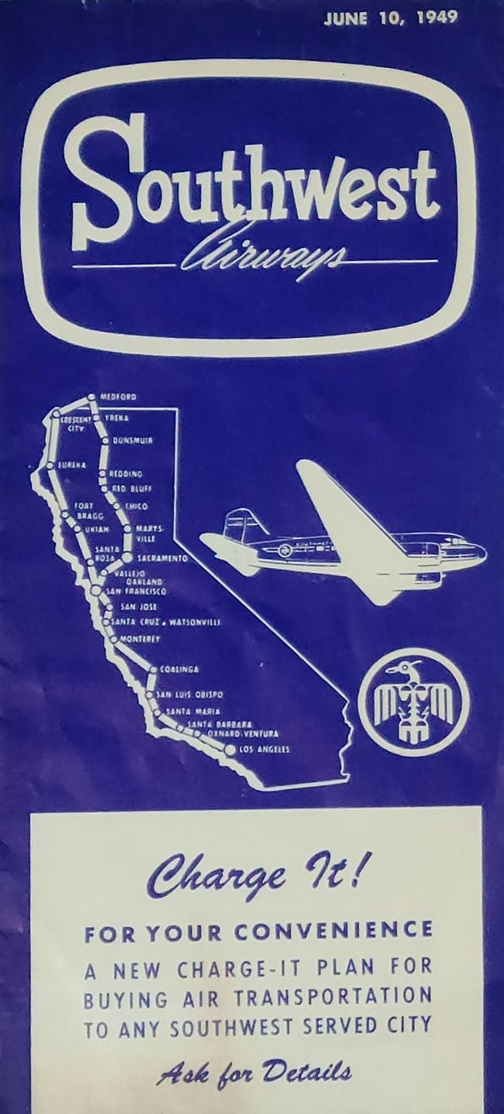 JUNE 10, 1949
Southwest
Airways
MEDFORD
CRESCENT
CITY
YREKA
DUNSMUIR
EUREKA
REDDING
RED BLUFF
FORT
BRAGG
CHICO
UKIAH
MARYS-
VILLE
SANTA
ROSA
SACRAMENTO
VALLEJO
OAKLAND
SAN FRANCISCO
SAN JOSE
SANTA CRUZ & WATSONVILLE
MONTEREY
COALINGA
SAN LUIS OBISPO
SANTA MARIA
SANTA BARBARA
OXNARD-VENTURA
LOS ANGELES
Charge It!
FOR YOUR CONVENIENCE
A NEW CHARGE-IT PLAN FOR
BUYING AIR TRANSPORTATION
TO ANY SOUTHWEST SERVED CITY
Ask for Details